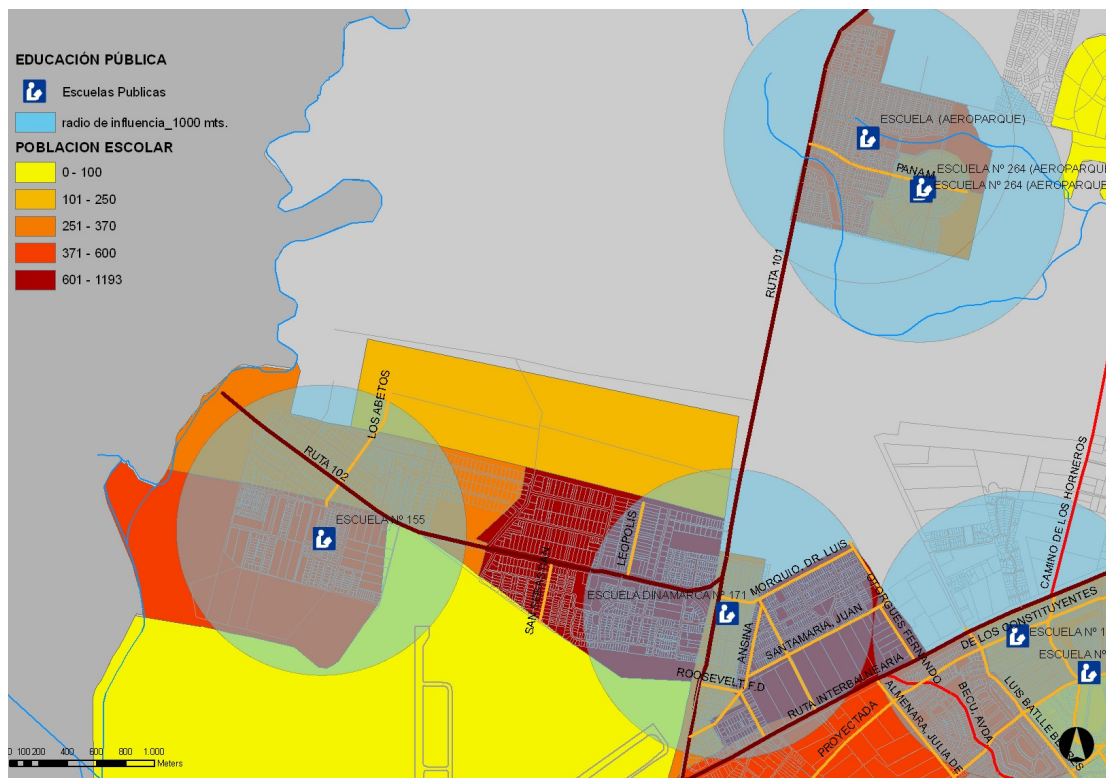 EDUCACIÓN PÚBLICA
Escuelas Publicas
radio de influencia_1000 mts.
POBLACION ESCOLAR
0 - 100
101 - 250
251 - 370
371 - 600
601 - 1193
ESCUELA (AEROPARQUE)
PANAM
ESCUELA Nº 264 (AEROPARQUE
ESCUELA Nº 264 (AEROPARQUE
RUTA 101
LOS ABETOS
RUTA 102
ESCUELA Nº 155
LEOPOLIS
CAMINO DE LOS HORNEROS
MORQUIO, DR. LUIS
ESCUELA DINAMARCA Nº 171
SANTAMARIA, JUAN
ANSINA
OTORGUES, FERNANDO
DE LOS CONSTITUYENTES
ESCUELA Nº 1
ESCUELA Nº
ROOSEVELT, F.D
RUTA INTERBALNEARIA
PROYECTADA
ALMENARA, JULIA DE
BECU, AVDA
LUIS BATLLE BERRES
0 100 200 400 600 800 1.000
Meters